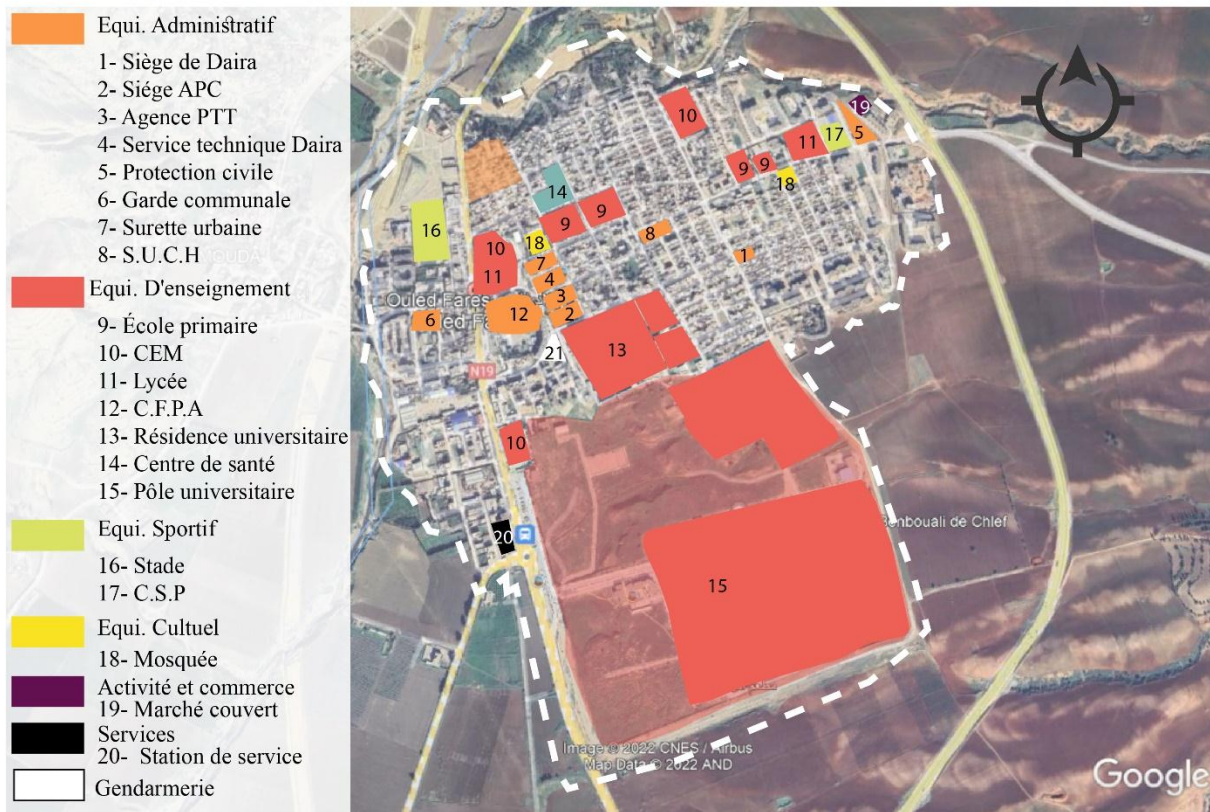 Equi. Administratif
1- Siège de Daira
2- Siége APC
3- Agence PTT
4- Service technique Daira
5- Protection civile
6- Garde communale
7- Surette urbaine
8- S.U.C.H
Equi. D'enseignement
9- École primaire
10- CEM
11- Lycée
12- C.F.P.A
13- Résidence universitaire
14- Centre de santé
15- Pôle universitaire
Equi. Sportif
16- Stade
17- C.S.P
Equi. Cultuel
18- Mosquée
Activité et commerce
19- Marché couvert
Services
20- Station de service
Gendarmerie
19
10
17
5
11
9
9
18
14
9
9
16
18
8
10
7
1
11
4
3
Ouled Fares
12
2
6
21
13
N19
10
20
Benbouali de Chlef
15
Image © 2022 CNES / Airbus
Map Data © 2022 AND
Google